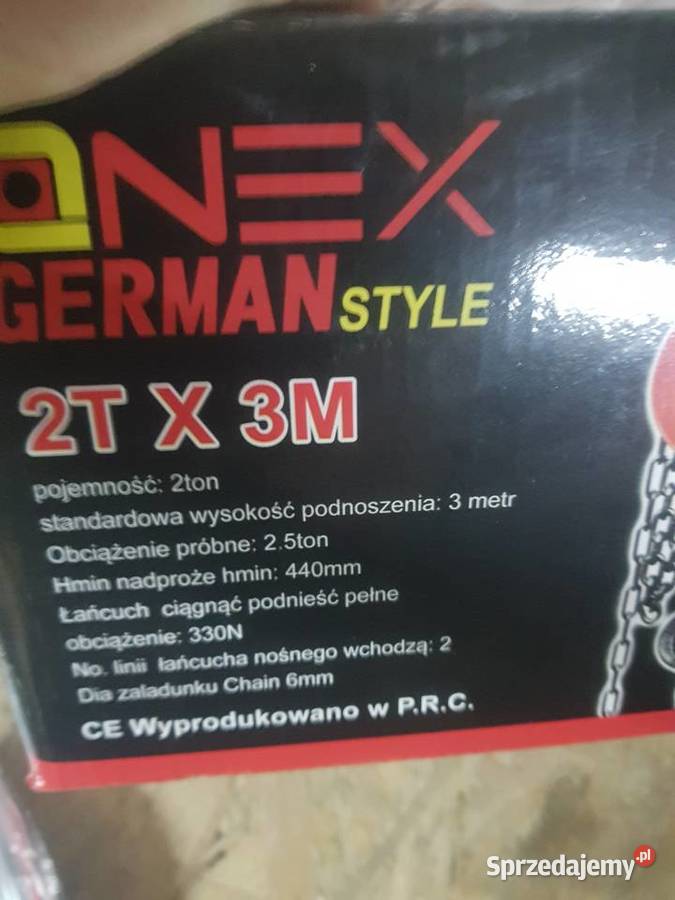 ONEX
GERMAN STYLE
2T X 3M
pojemność: 2ton
standardowa wysokość podnoszenia: 3 metr
Obciążenie próbne: 2.5ton
Hmin nadproże hmin: 440mm
Łańcuch ciągnąć podnieść pełne
obciążenie: 330N
No. linii łańcucha nośnego wchodzą: 2
Dia zaladunku Chain 6mm
CE Wyprodukowano w P.R.C.
Sprzedajemy.pl